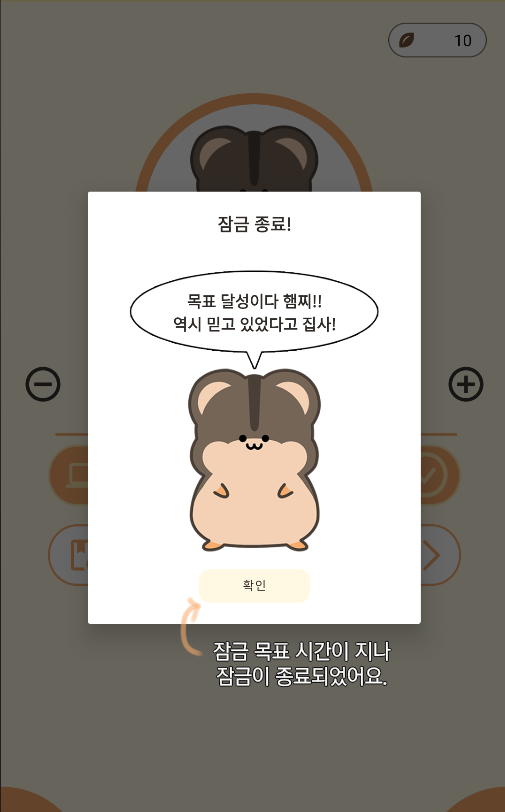 10
잠금 종료!
목표 달성이다 햄찌!!
역시 믿고 있었다고 집사!
확인
잠금 목표 시간이 지나
잠금이 종료되었어요.